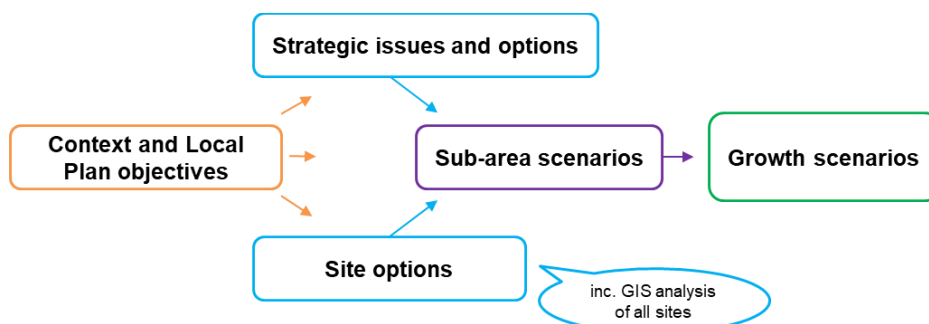 Strategic issues and options
Context and Local
Plan objectives
Sub-area scenarios
Growth scenarios
Site options
inc. GIS analysis
of all sites